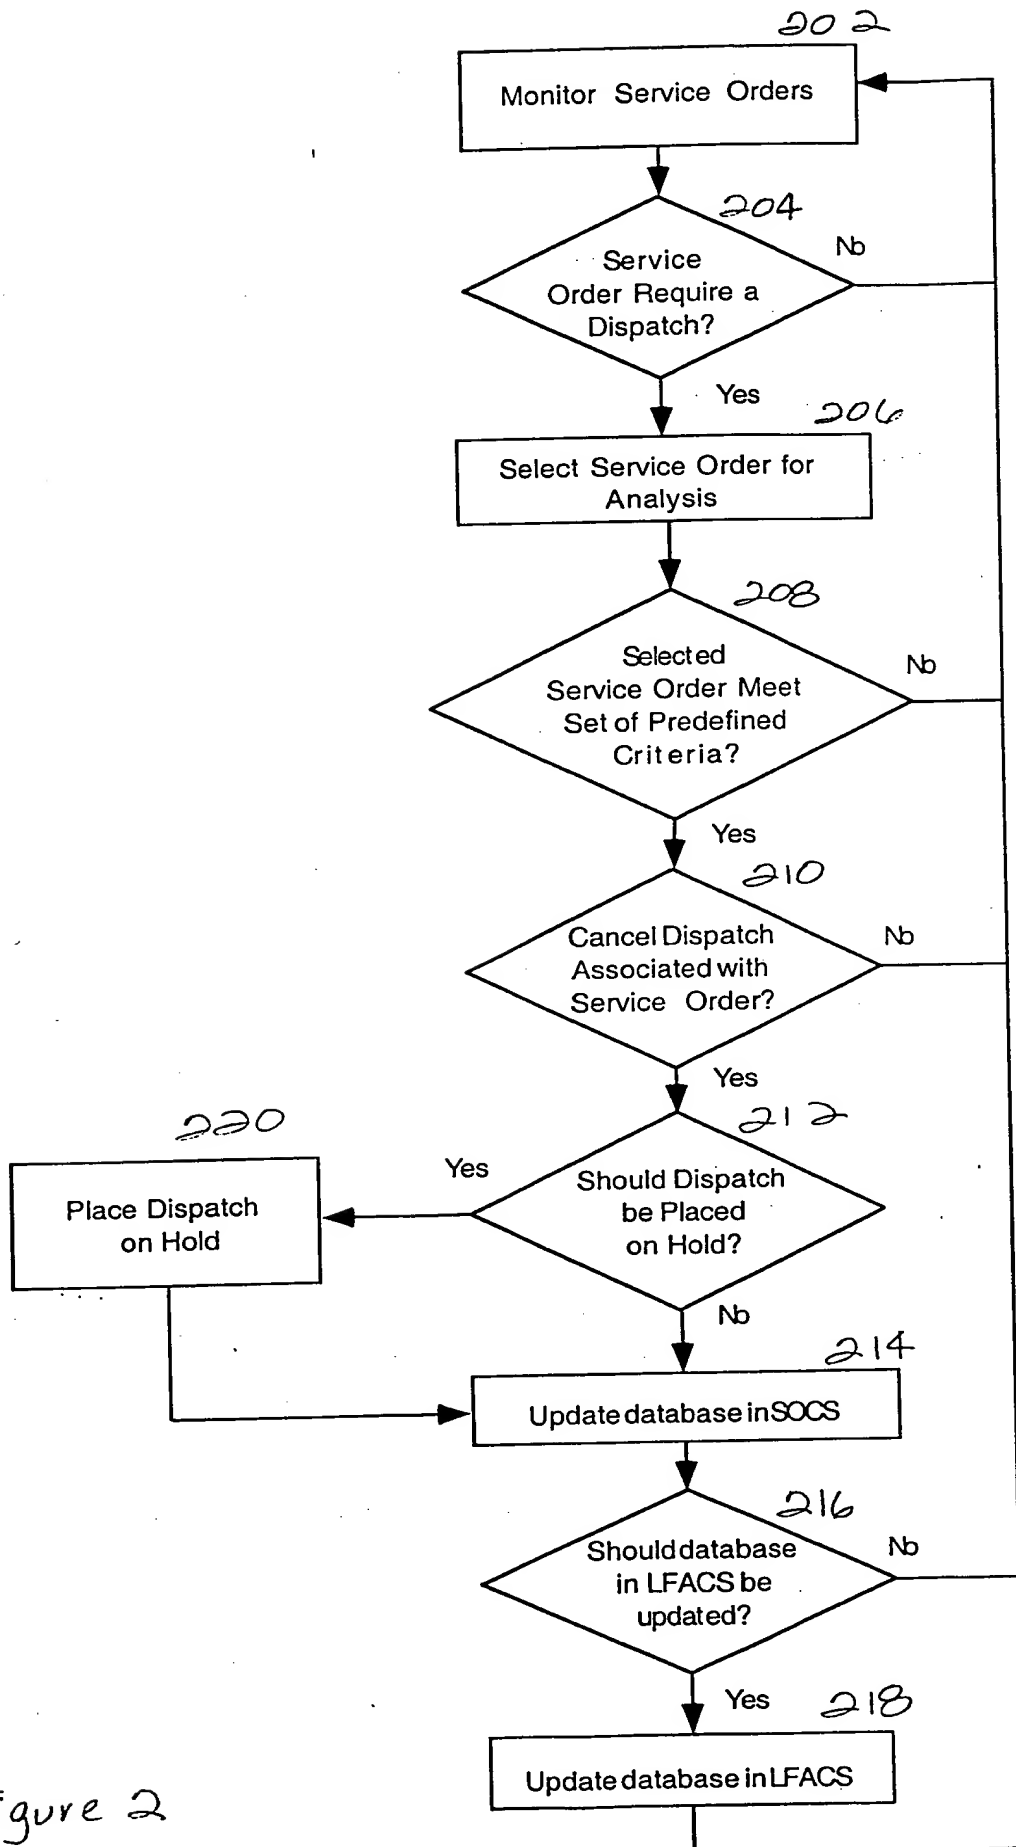 202
Monitor Service Orders
204
No
Service
Order Require a
Dispatch?
Yes
206
Select Service Order for
Analysis
208
No
Selected
Service Order Meet
Set of Predefined
Criteria?
Yes
210
No
Cancel Dispatch
Associated with
Service Order?
Yes
212
220
Yes
Should Dispatch
be Placed
on Hold?
Place Dispatch
on Hold
No
214
Update database in SOCS
216
No
Should database
in LFACS be
updated?
Yes
218
Update database in LFACS
gure 2